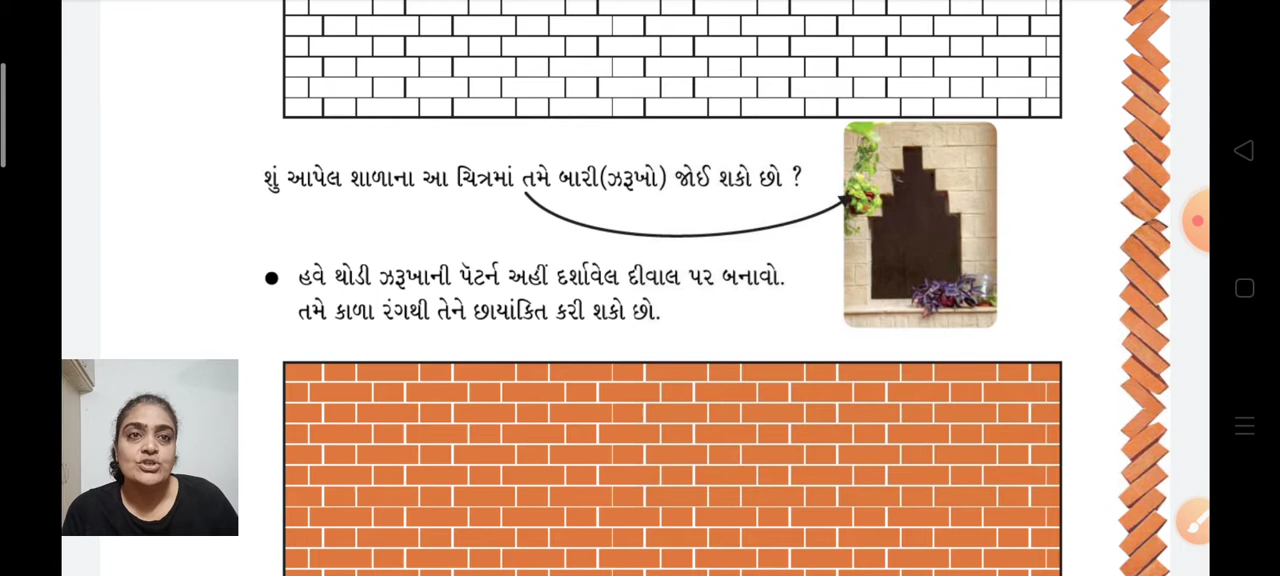 શું આપેલ શાળાના આ ચિત્રમાં તમે બારી(ઝરૂખો) જોઈ શકો છો ?
● હવે થોડી ઝરૂખાની પૅટર્ન અહીં દર્શાવેલ દીવાલ પર બનાવો.
તમે કાળા રંગથી તેને છાયાંકિત કરી શકો છો.